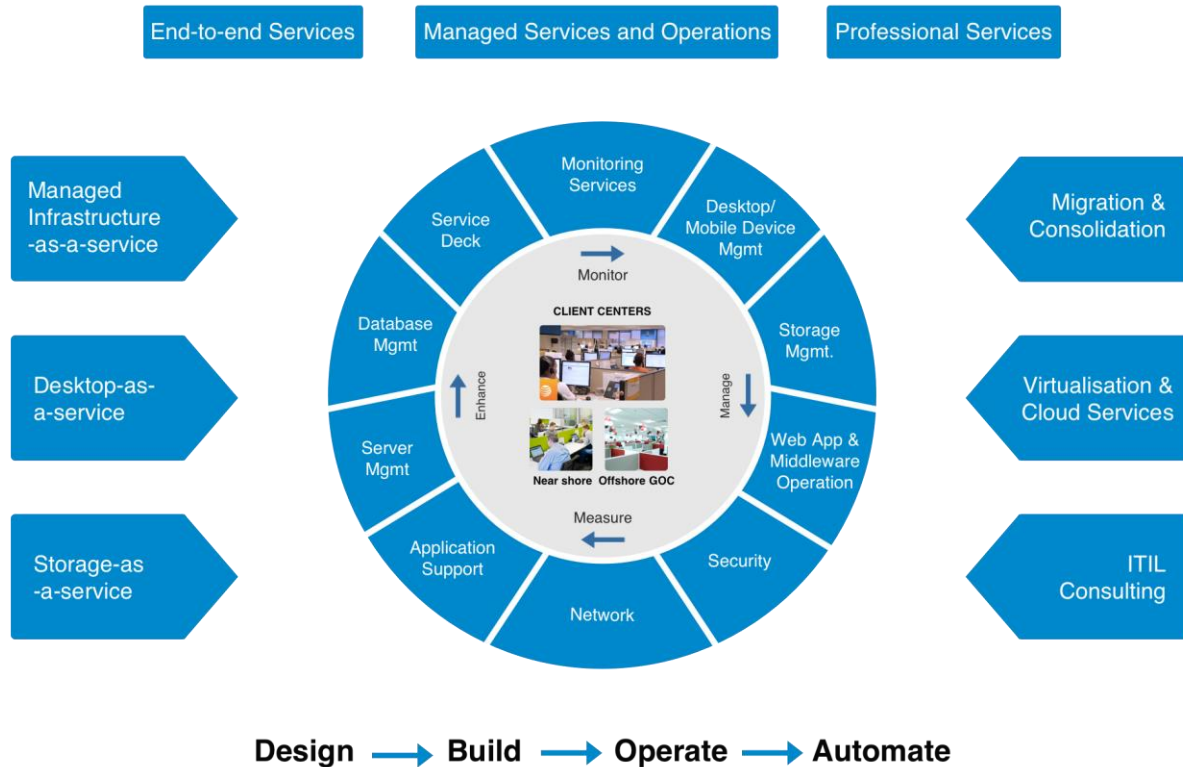 End-to-end Services
Managed Services and Operations
Professional Services
Managed
Infrastructure
-as-a-service
Desktop-as-
a-service
Storage-as
-a-service
Monitoring
Services
Desktop/
Mobile Device
Mgmt
Storage
Mgmt.
Web App &
Middleware
Operation
Security
Network
Application
Support
Server
Mgmt
Database
Mgmt
Service
Deck
Monitor
Manage
Measure
Enhance
CLIENT CENTERS
Near shore
Offshore GOC
Migration &
Consolidation
Virtualisation &
Cloud Services
ITIL
Consulting
Design
Build
Operate
Automate